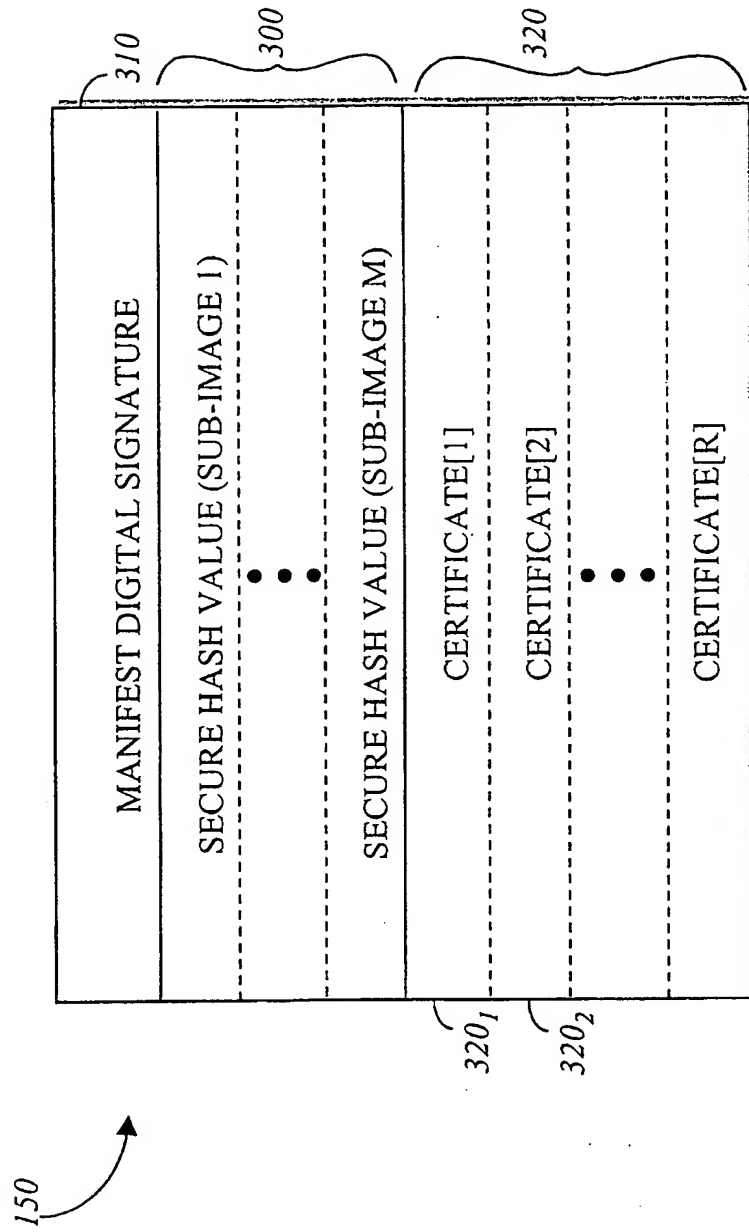 150
MANIFEST DIGITAL SIGNATURE
310
SECURE HASH VALUE (SUB-IMAGE 1)
300
SECURE HASH VALUE (SUB-IMAGE M)
320₁
CERTIFICATE[1]
320
320₂
CERTIFICATE[2]
CERTIFICATE[R]